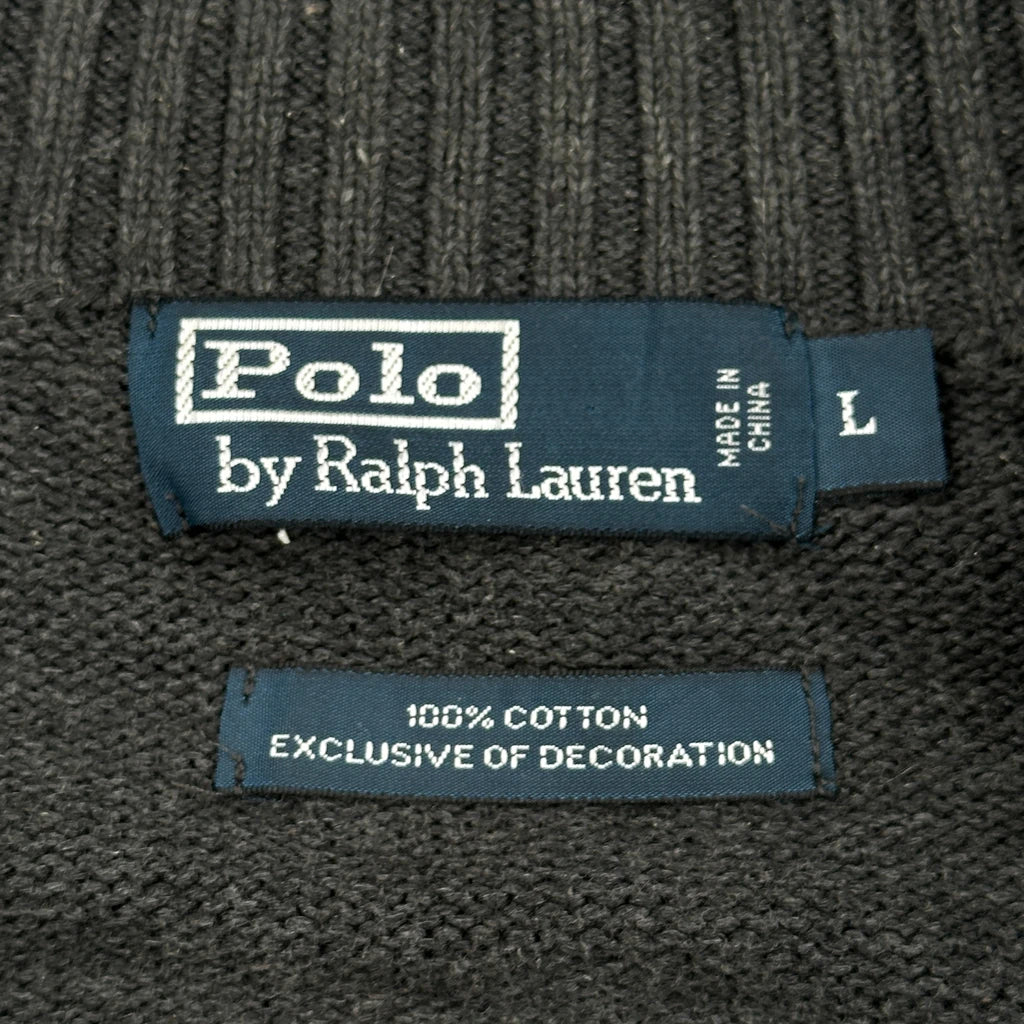 Polo
by Ralph Lauren
MADE IN
CHINA
L
100% COTTON
EXCLUSIVE OF DECORATION